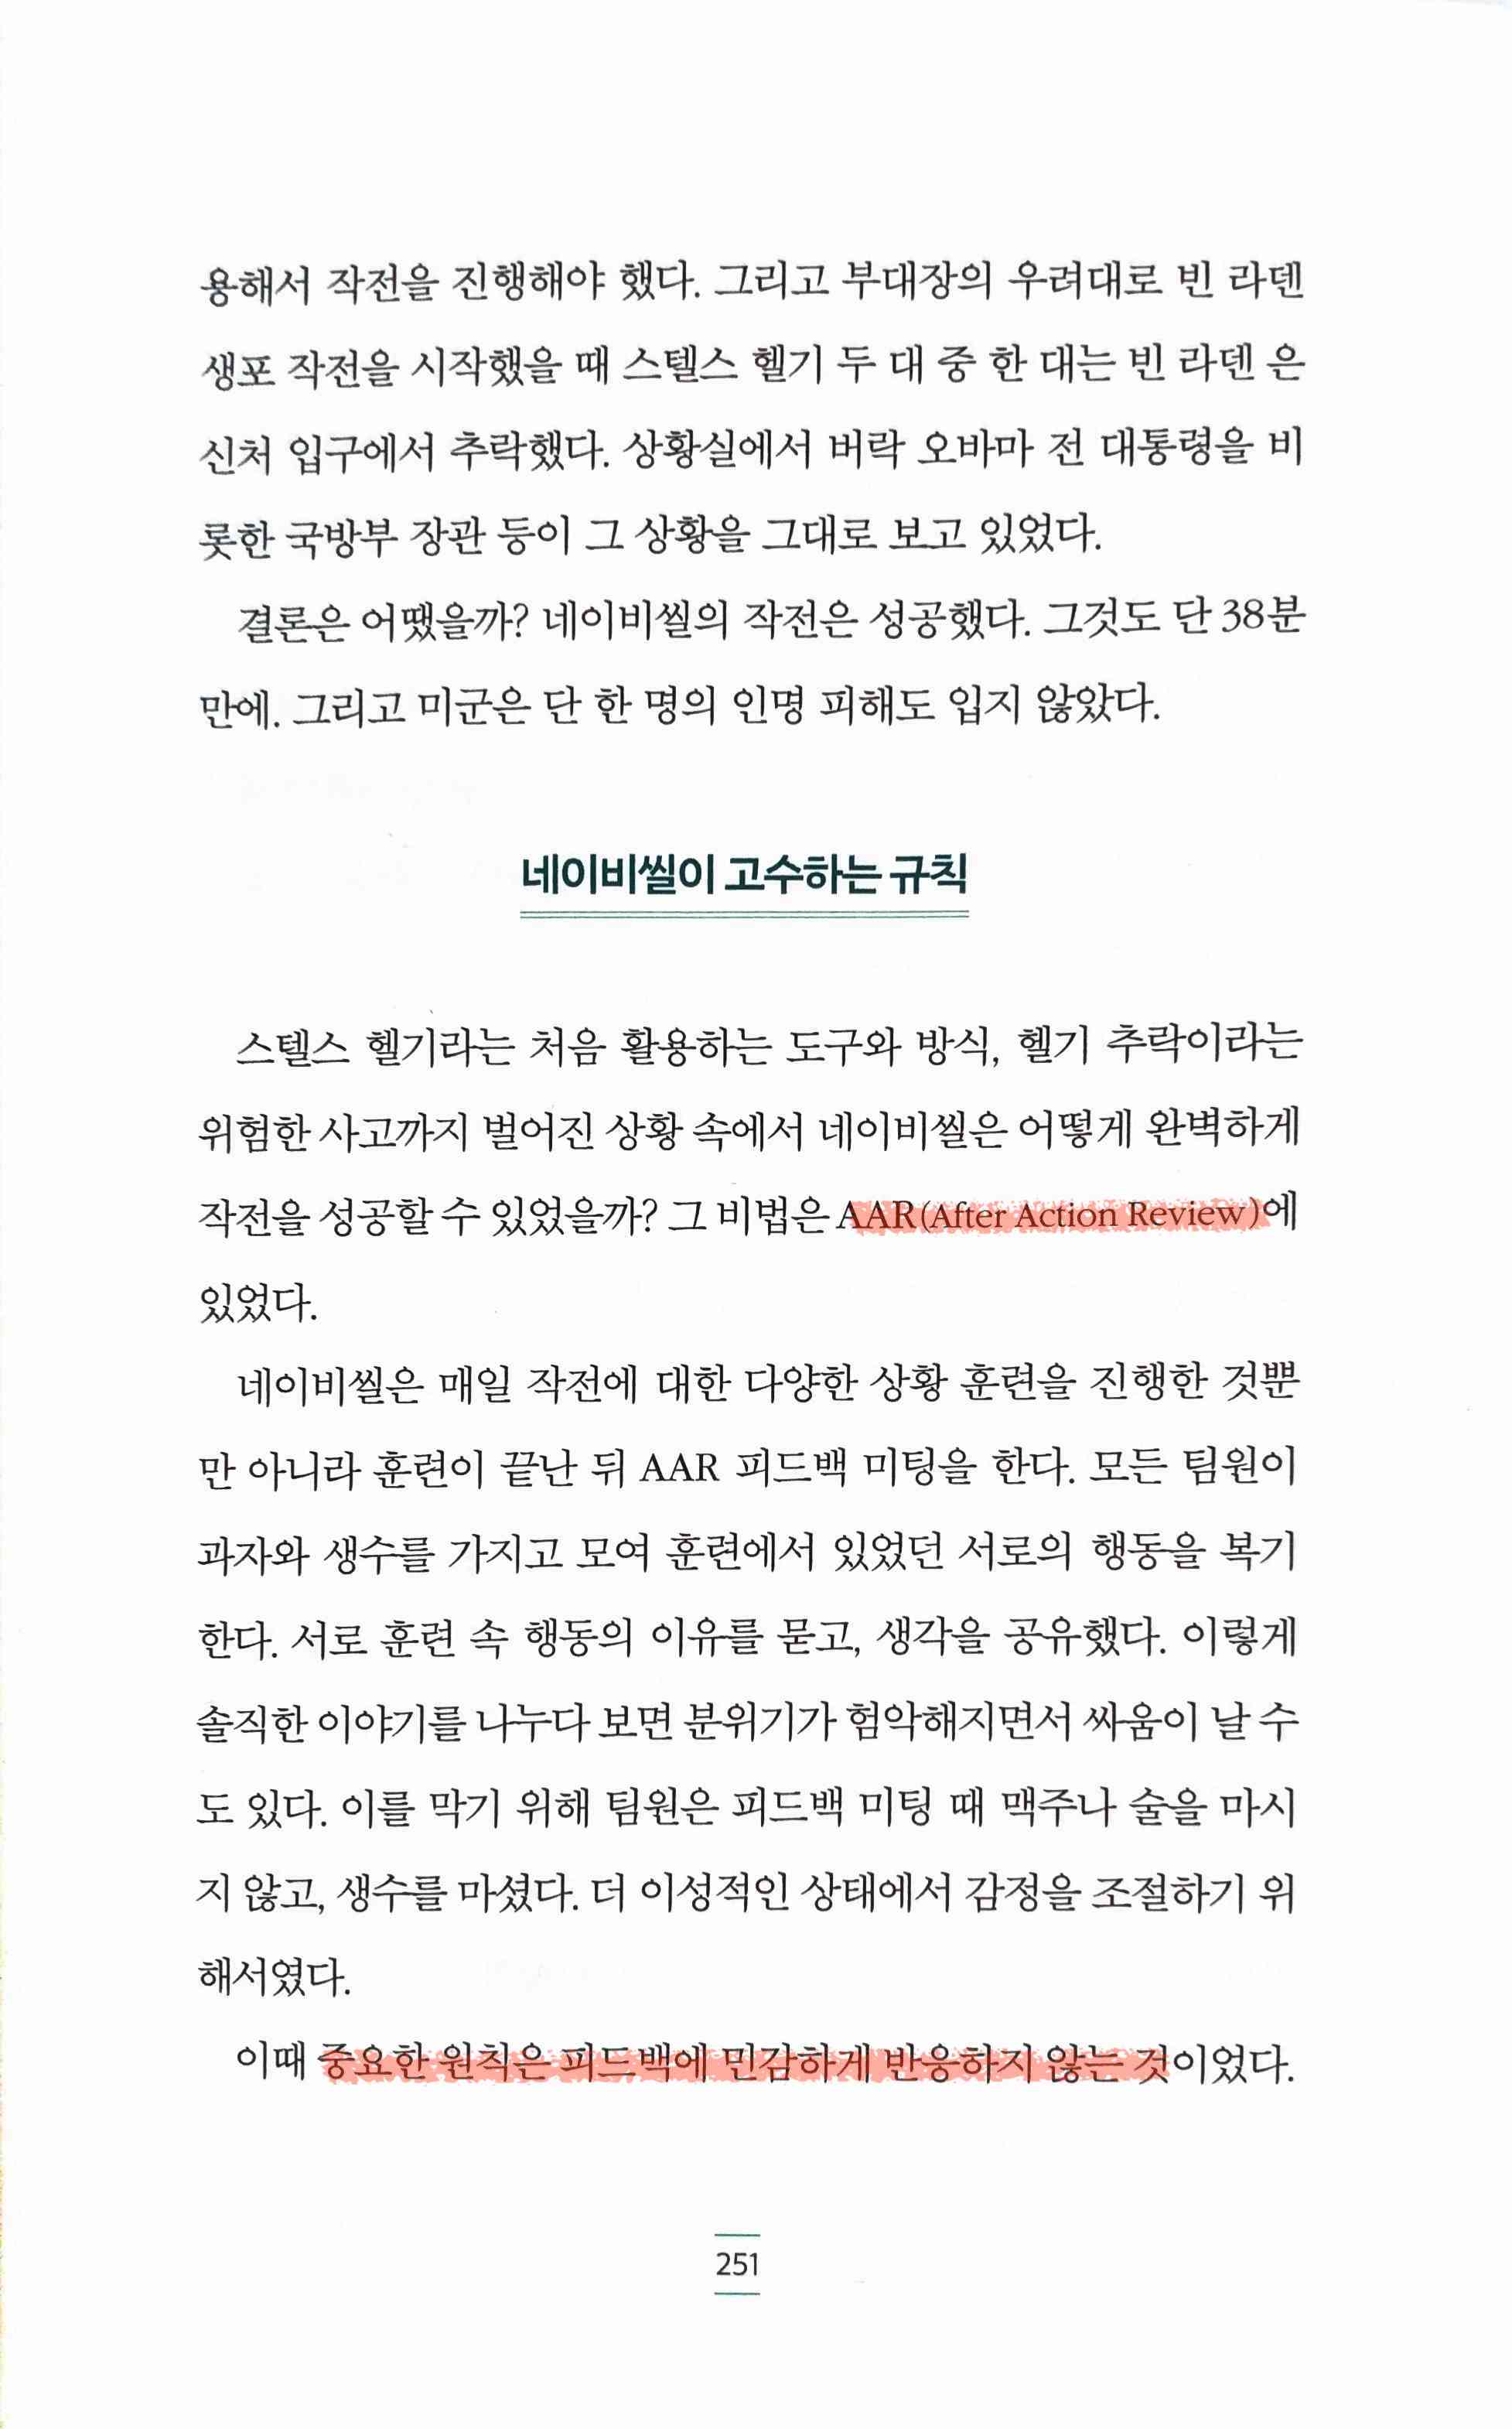 용해서 작전을 진행해야 했다. 그리고 부대장의 우려대로 빈 라덴
생포 작전을 시작했을 때 스텔스 헬기 두 대 중 한 대는 빈 라덴 은
신처 입구에서 추락했다. 상황실에서 버락 오바마 전 대통령을 비
롯한 국방부 장관 등이 그 상황을 그대로 보고 있었다.
결론은 어땠을까? 네이비씰의 작전은 성공했다. 그것도 단 38분
만에. 그리고 미군은 단 한 명의 인명 피해도 입지 않았다.
네이비씰이 고수하는 규칙
스텔스 헬기라는 처음 활용하는 도구와 방식, 헬기 추락이라는
위험한 사고까지 벌어진 상황 속에서 네이비씰은 어떻게 완벽하게
작전을 성공할 수 있었을까? 그 비법은 AAR(After Action Review)에
있었다.
네이비씰은 매일 작전에 대한 다양한 상황 훈련을 진행한 것뿐
만 아니라 훈련이 끝난 뒤 AAR 피드백 미팅을 한다. 모든 팀원이
과자와 생수를 가지고 모여 훈련에서 있었던 서로의 행동을 복기
한다. 서로 훈련 속 행동의 이유를 묻고, 생각을 공유했다. 이렇게
솔직한 이야기를 나누다 보면 분위기가 험악해지면서 싸움이 날 수
도 있다. 이를 막기 위해 팀원은 피드백 미팅 때 맥주나 술을 마시
지 않고, 생수를 마셨다. 더 이성적인 상태에서 감정을 조절하기 위
해서였다.
이때 중요한 원칙은 피드백에 민감하게 반응하지 않는 것이었다.
251